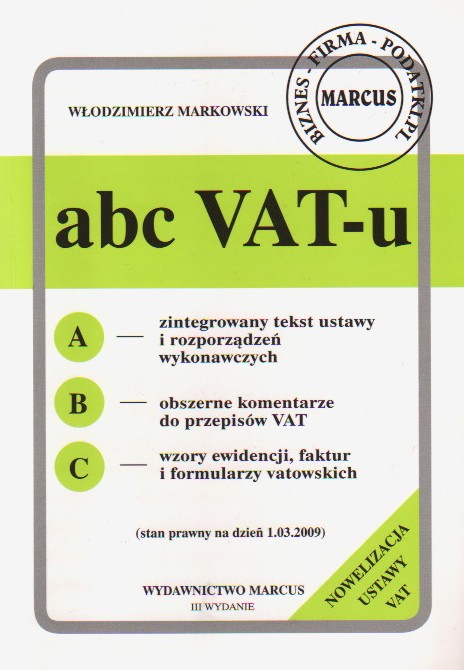 BIZNES - FIRMA - PODATKI.PL
MARCUS
WŁODZIMIERZ MARKOWSKI
abc VAT-u
A — zintegrowany tekst ustawy
i rozporządzeń
wykonawczych
B — obszerne komentarze
do przepisów VAT
C — wzory ewidencji, faktur
i formularzy vatowskich
(stan prawny na dzień 1.03.2009)
NOWELIZACJA
USTAWY
VAT
WYDAWNICTWO MARCUS
III WYDANIE